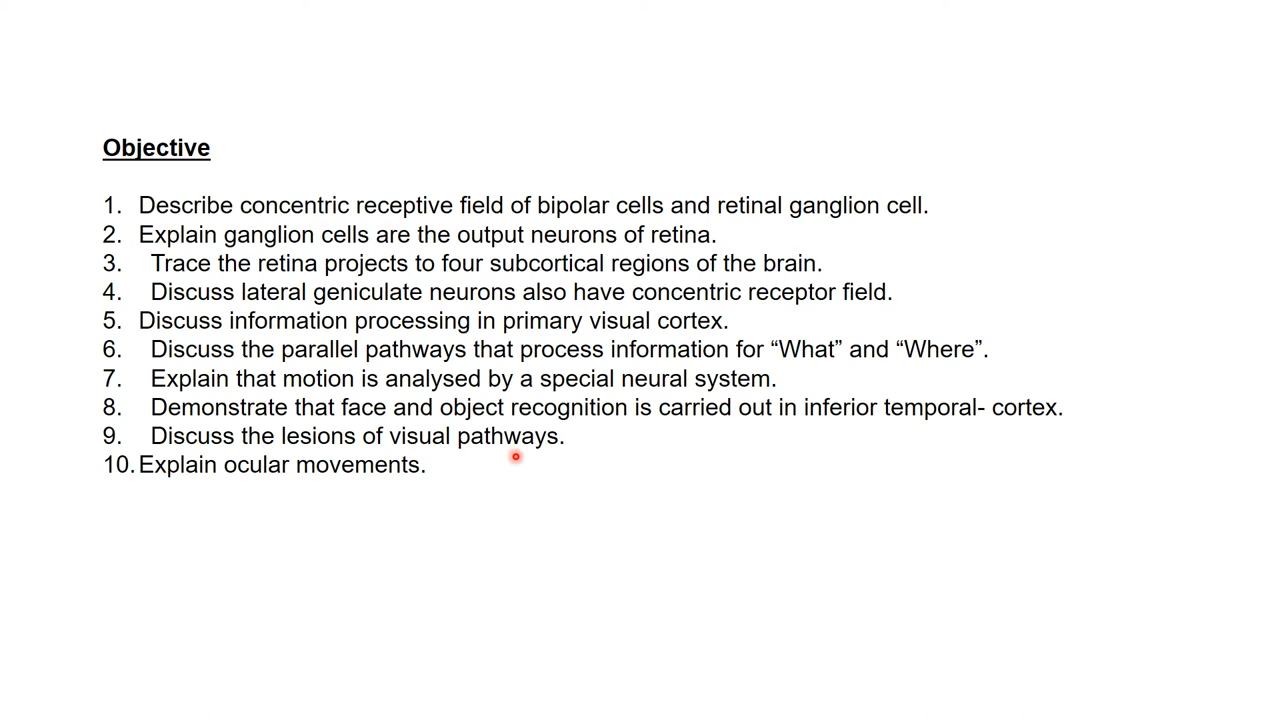 Objective
1. Describe concentric receptive field of bipolar cells and retinal ganglion cell.
2. Explain ganglion cells are the output neurons of retina.
3. Trace the retina projects to four subcortical regions of the brain.
4. Discuss lateral geniculate neurons also have concentric receptor field.
5. Discuss information processing in primary visual cortex.
6. Discuss the parallel pathways that process information for “What” and “Where”.
7. Explain that motion is analysed by a special neural system.
8. Demonstrate that face and object recognition is carried out in inferior temporal- cortex.
9. Discuss the lesions of visual pathways.
10. Explain ocular movements.